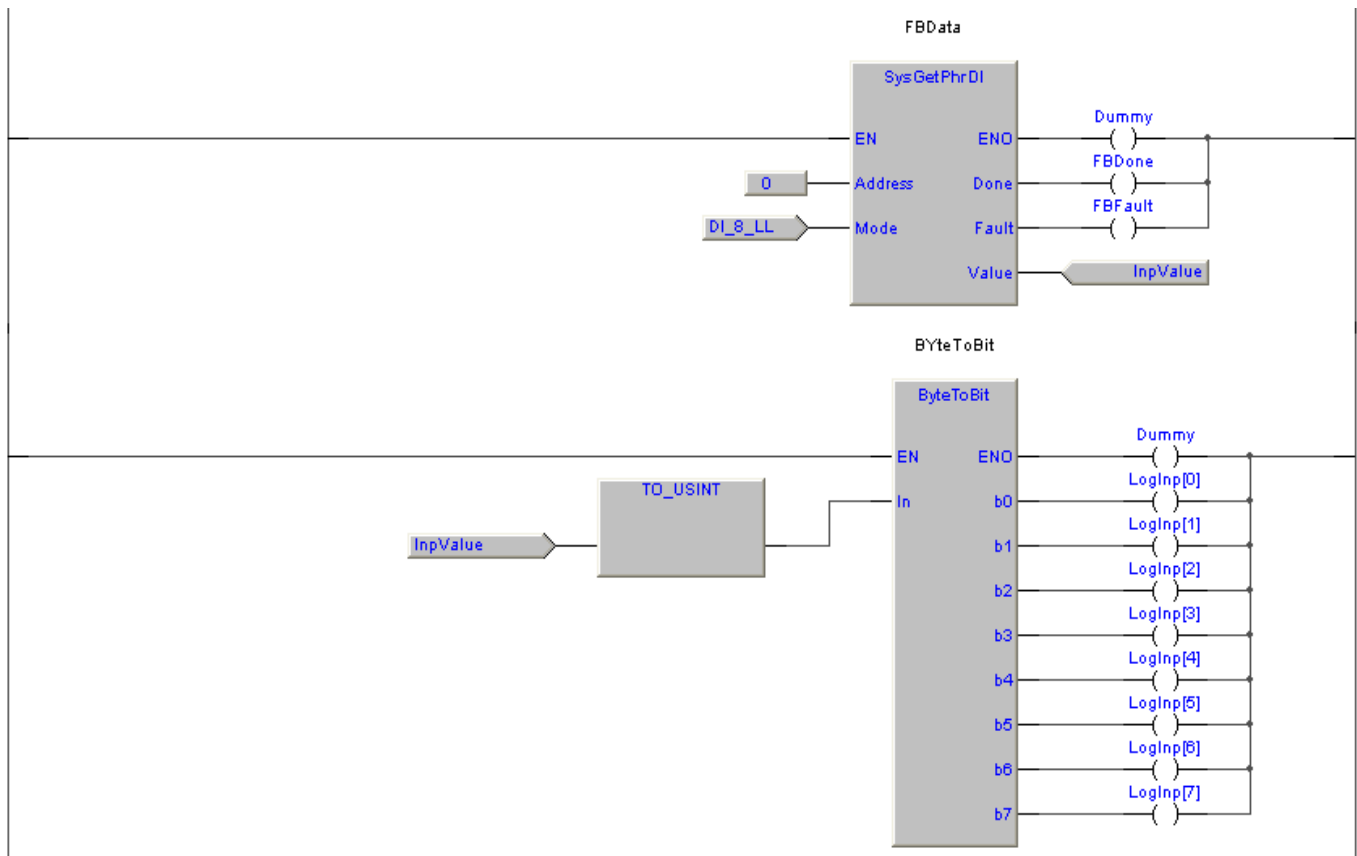 FBData
SysGetPhrDI
Dummy
EN ENO
FBDone
0 Address Done
FBFault
DI_8_LL Mode Fault
Value InpValue
BYteToBit
ByteToBit
Dummy
EN ENO
LogInp[0]
TO_USINT
In b0
LogInp[1]
InpValue b1
LogInp[2]
b2
LogInp[3]
b3
LogInp[4]
b4
LogInp[5]
b5
LogInp[6]
b6
LogInp[7]
b7